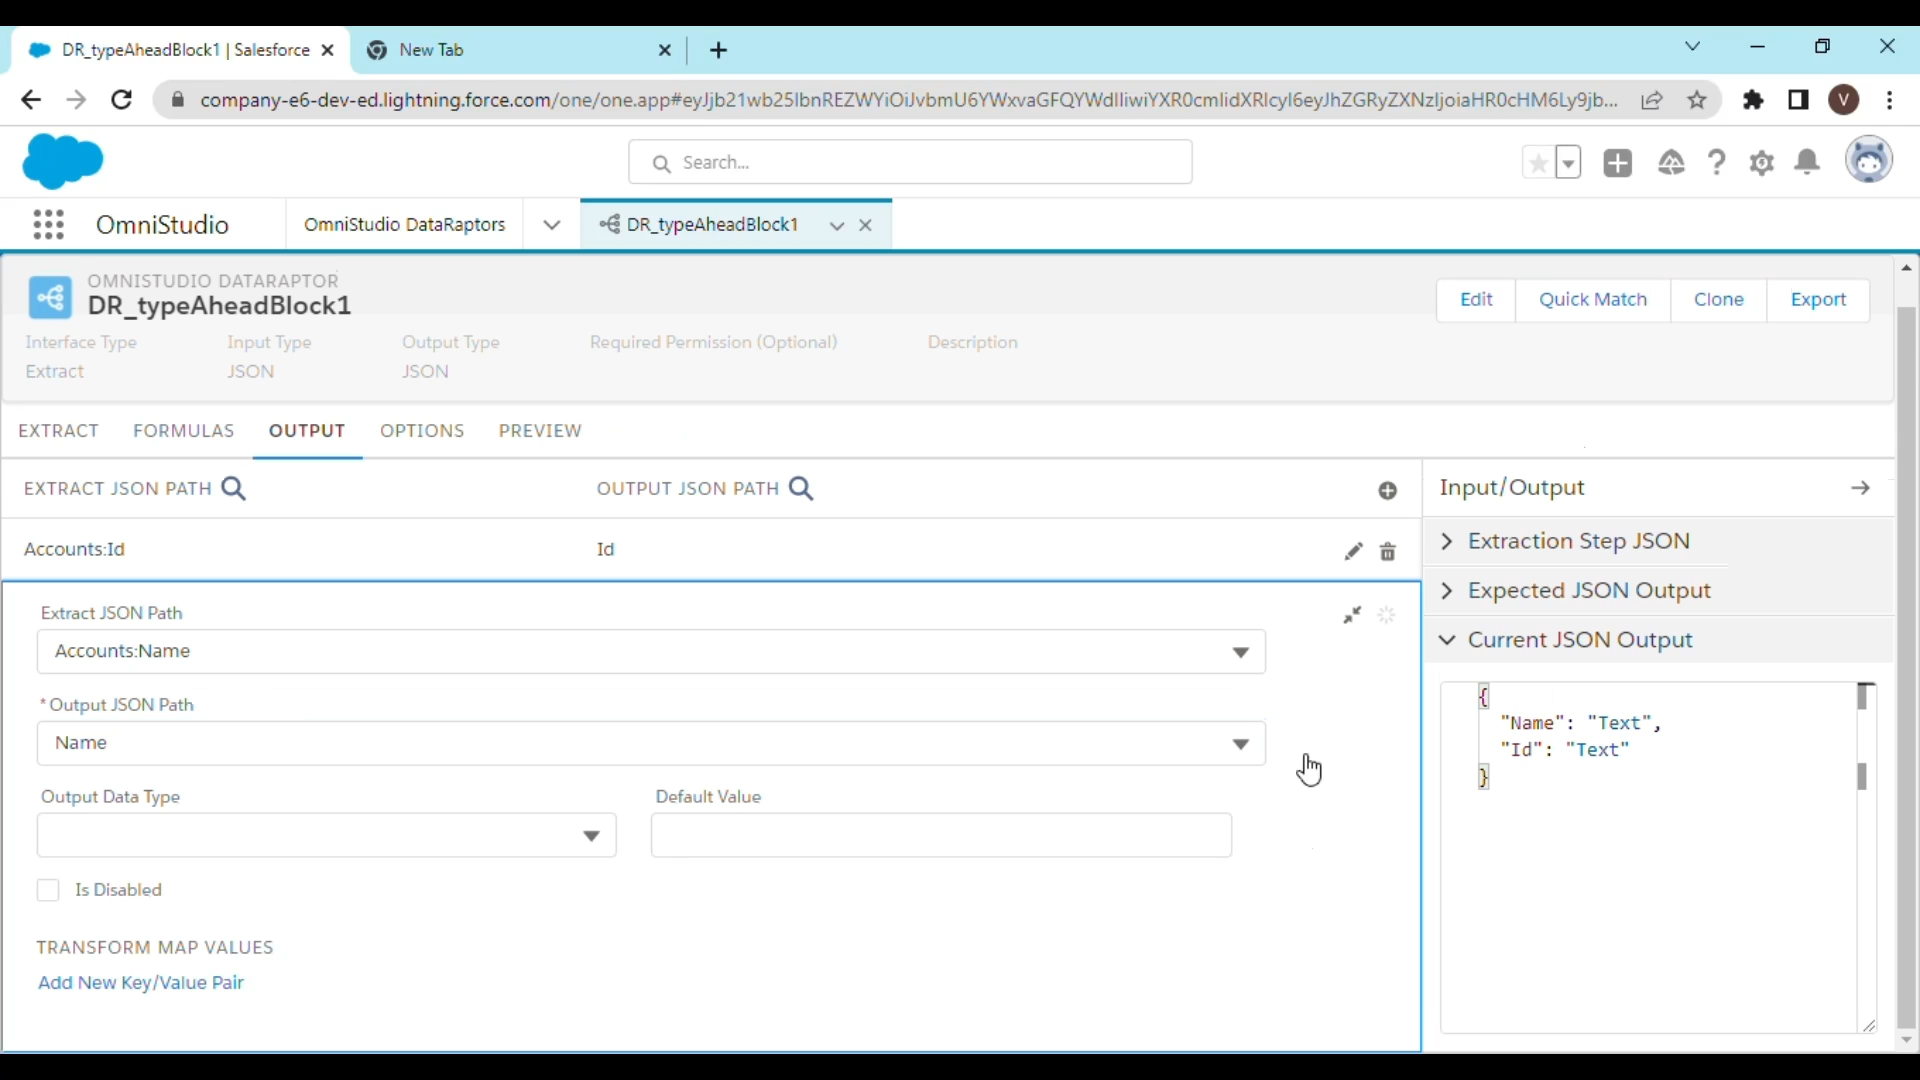 DR_typeAheadBlock1 | Salesforce
New Tab
company-e6-dev-ed.lightning.force.com/one/one.app#eyJjb21wb25lbnREZWYiOiJvbmU6YWxvaGFQYWdlIiwiYXR0cmlidXRlcyI6eyJhZGRyZXNzIjoiaHR0cHM6Ly9jb...
V
Search...
OmniStudio
OmniStudio DataRaptors
DR_typeAheadBlock1
OMNISTUDIO DATARAPTOR
DR_typeAheadBlock1
Edit
Quick Match
Clone
Export
Interface Type
Input Type
Output Type
Required Permission (Optional)
Description
Extract
JSON
JSON
EXTRACT
FORMULAS
OUTPUT
OPTIONS
PREVIEW
EXTRACT JSON PATH
OUTPUT JSON PATH
Accounts:Id
Id
Extract JSON Path
Accounts:Name
* Output JSON Path
Name
Output Data Type
Default Value
Is Disabled
TRANSFORM MAP VALUES
Add New Key/Value Pair
Input/Output
Extraction Step JSON
Expected JSON Output
Current JSON Output
{
"Name": "Text",
"Id": "Text"
}